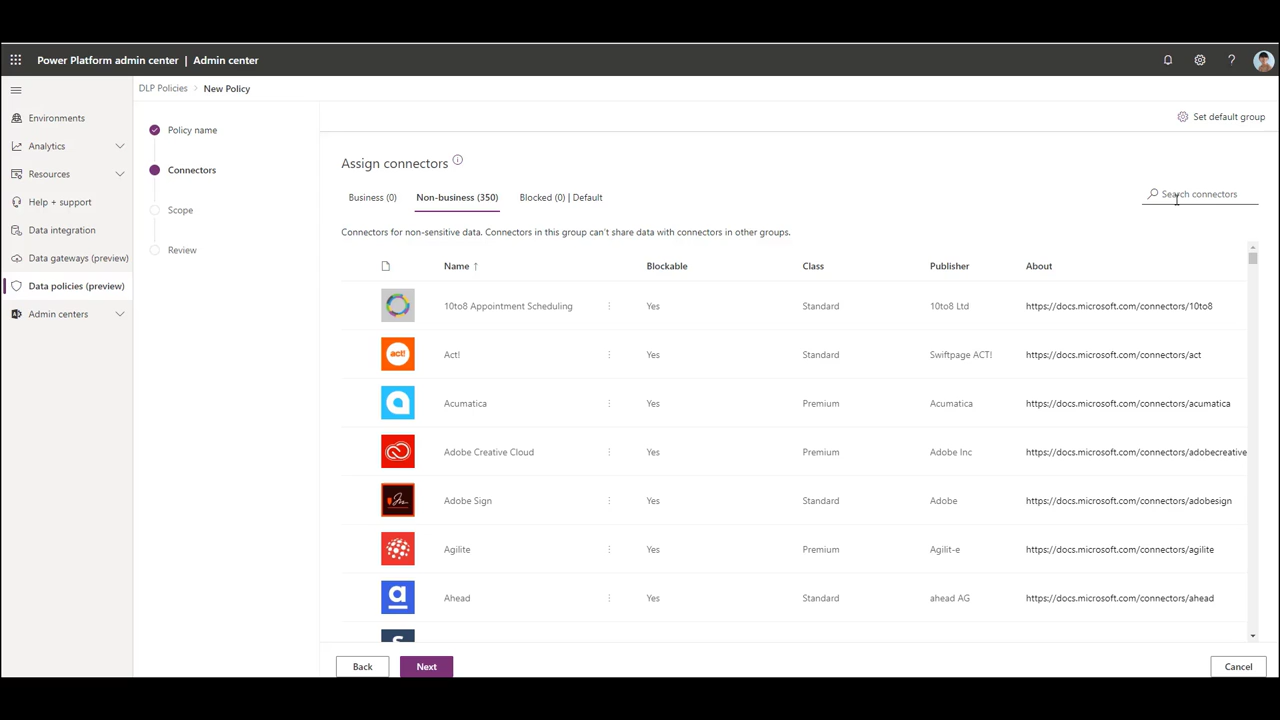 Power Platform admin center | Admin center
DLP Policies > New Policy
Environments
Analytics
Resources
Help + support
Data integration
Data gateways (preview)
Data policies (preview)
Admin centers
Policy name
Connectors
Scope
Review
Set default group
Assign connectors
Business (0) Non-business (350) Blocked (0) | Default
Search connectors
Connectors for non-sensitive data. Connectors in this group can't share data with connectors in other groups.
Name ↑ Blockable Class Publisher About
10to8 Appointment Scheduling Yes Standard 10to8 Ltd https://docs.microsoft.com/connectors/10to8
act! Act! Yes Standard Swiftpage ACT! https://docs.microsoft.com/connectors/act
Acumatica Yes Premium Acumatica https://docs.microsoft.com/connectors/acumatica
Adobe Creative Cloud Yes Premium Adobe Inc https://docs.microsoft.com/connectors/adobecreative
Adobe Sign Yes Standard Adobe https://docs.microsoft.com/connectors/adobesign
Agilite Yes Premium Agilit-e https://docs.microsoft.com/connectors/agilite
a Ahead Yes Standard ahead AG https://docs.microsoft.com/connectors/ahead
Back Next Cancel